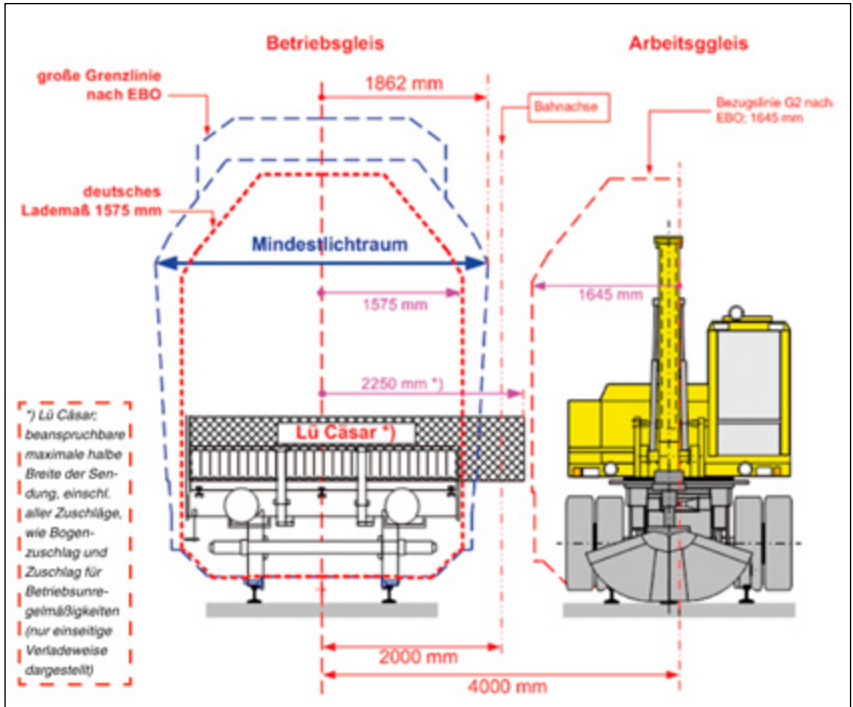 Betriebsgleis
Arbeitsggleis
große Grenzlinie
nach EBO
1862 mm
Bahnachse
Bezugslinie G2 nach
EBO; 1645 mm
deutsches
Lademaß 1575 mm
Mindestlichtraum
1575 mm
1645 mm
2250 mm *)
Lü Cäsar *)
*) Lü Cäsar;
beanspruchbare
maximale halbe
Breite der Sen-
dung, einschl.
aller Zuschläge,
wie Bogen-
zuschlag und
Zuschlag für
Betriebsunre-
gelmäßigkeiten
(nur einseitige
Verladeweise
dargestellt)
2000 mm
4000 mm